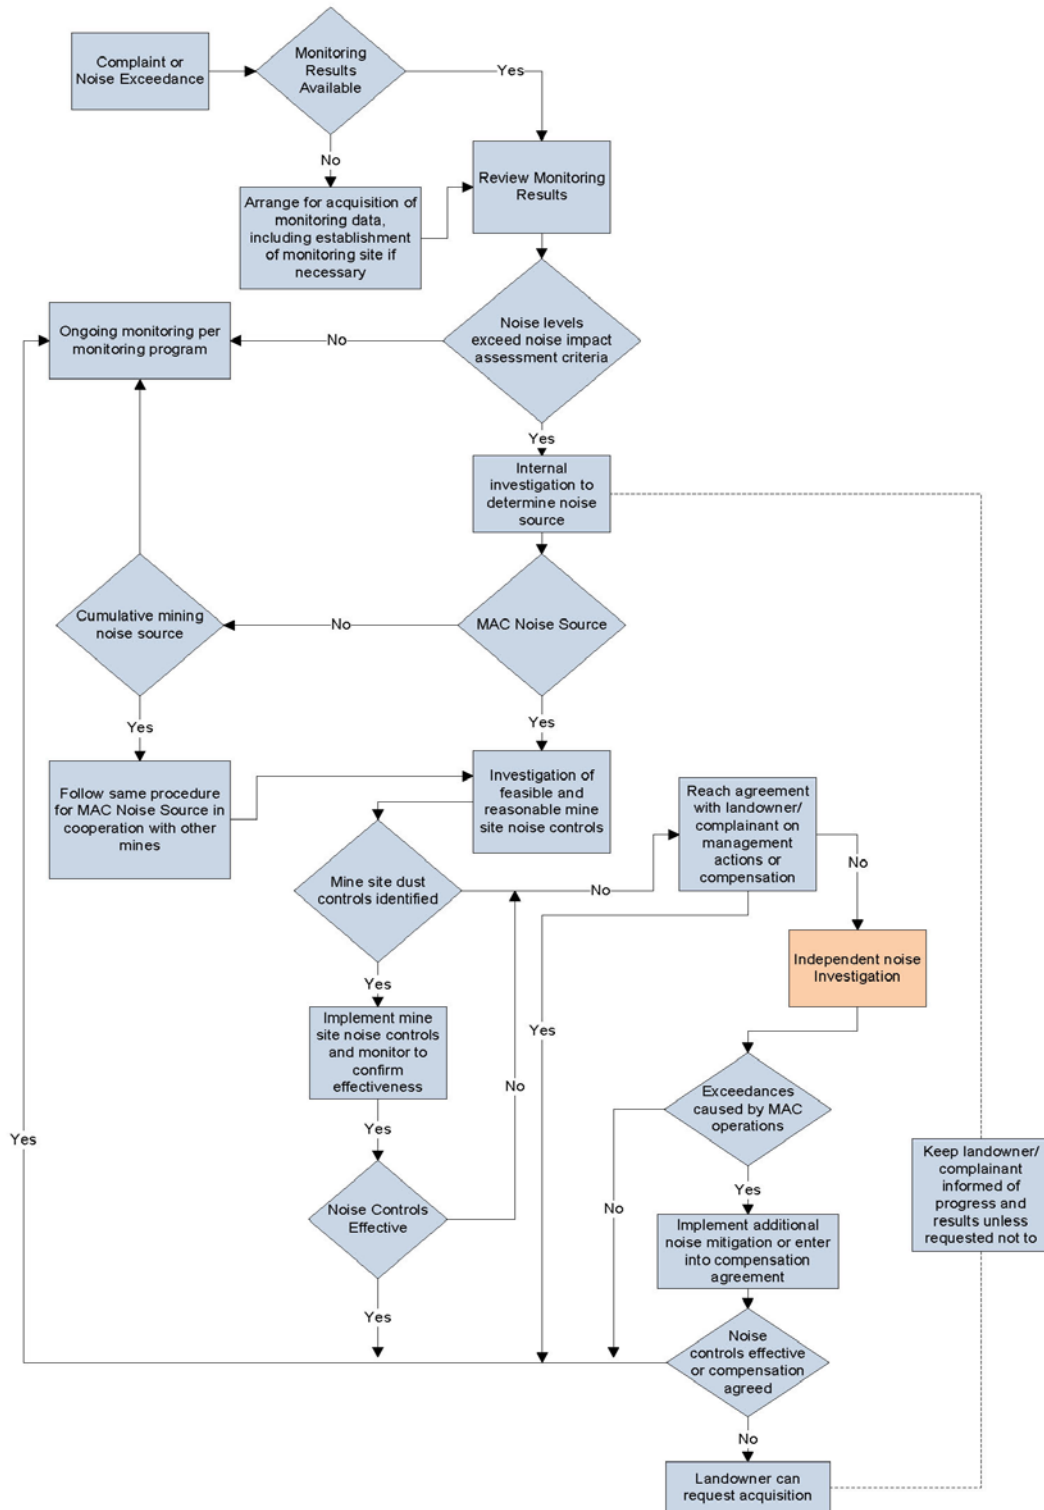 Complaint or
Noise Exceedance
Monitoring
Results
Available
Yes
No
Review Monitoring
Results
Arrange for acquisition of
monitoring data,
including establishment
of monitoring site if
necessary
Noise levels
exceed noise impact
assessment criteria
No
Ongoing monitoring per
monitoring program
Yes
Internal
investigation to
determine noise
source
MAC Noise Source
No
Cumulative mining
noise source
Yes
Yes
Follow same procedure
for MAC Noise Source in
cooperation with other
mines
Investigation of
feasible and
reasonable mine
site noise controls
Reach agreement
with landowner/
complainant on
management
actions or
compensation
No
Mine site dust
controls identified
No
Independent noise
Investigation
Yes
Implement mine
site noise controls
and monitor to
confirm
effectiveness
Yes
No
Exceedances
caused by MAC
operations
Yes
Yes
Keep landowner/
complainant
informed of
progress and
results unless
requested not to
Noise Controls
Effective
Yes
No
Implement additional
noise mitigation or enter
into compensation
agreement
Yes
Noise
controls effective
or compensation
agreed
No
Landowner can
request acquisition